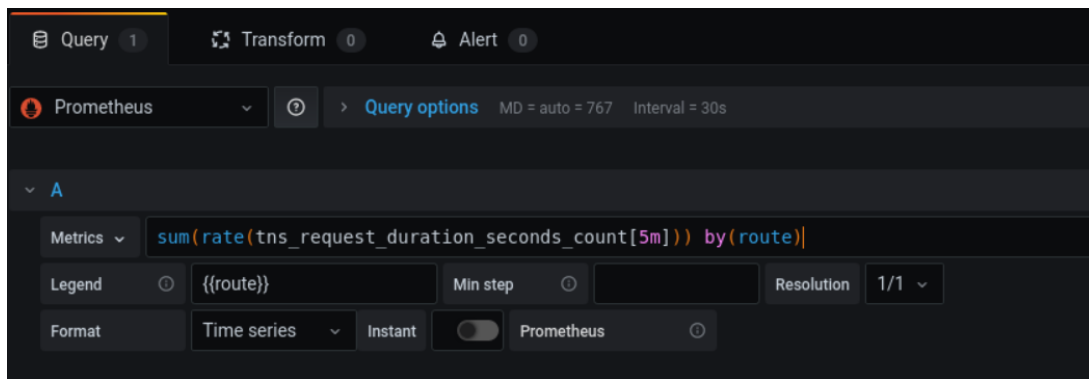 Query 1 Transform 0 Alert 0
Prometheus Query options MD = auto = 767 Interval = 30s
A
Metrics sum(rate(tns_request_duration_seconds_count[5m])) by(route)
Legend {{route}} Min step Resolution 1/1
Format Time series Instant Prometheus